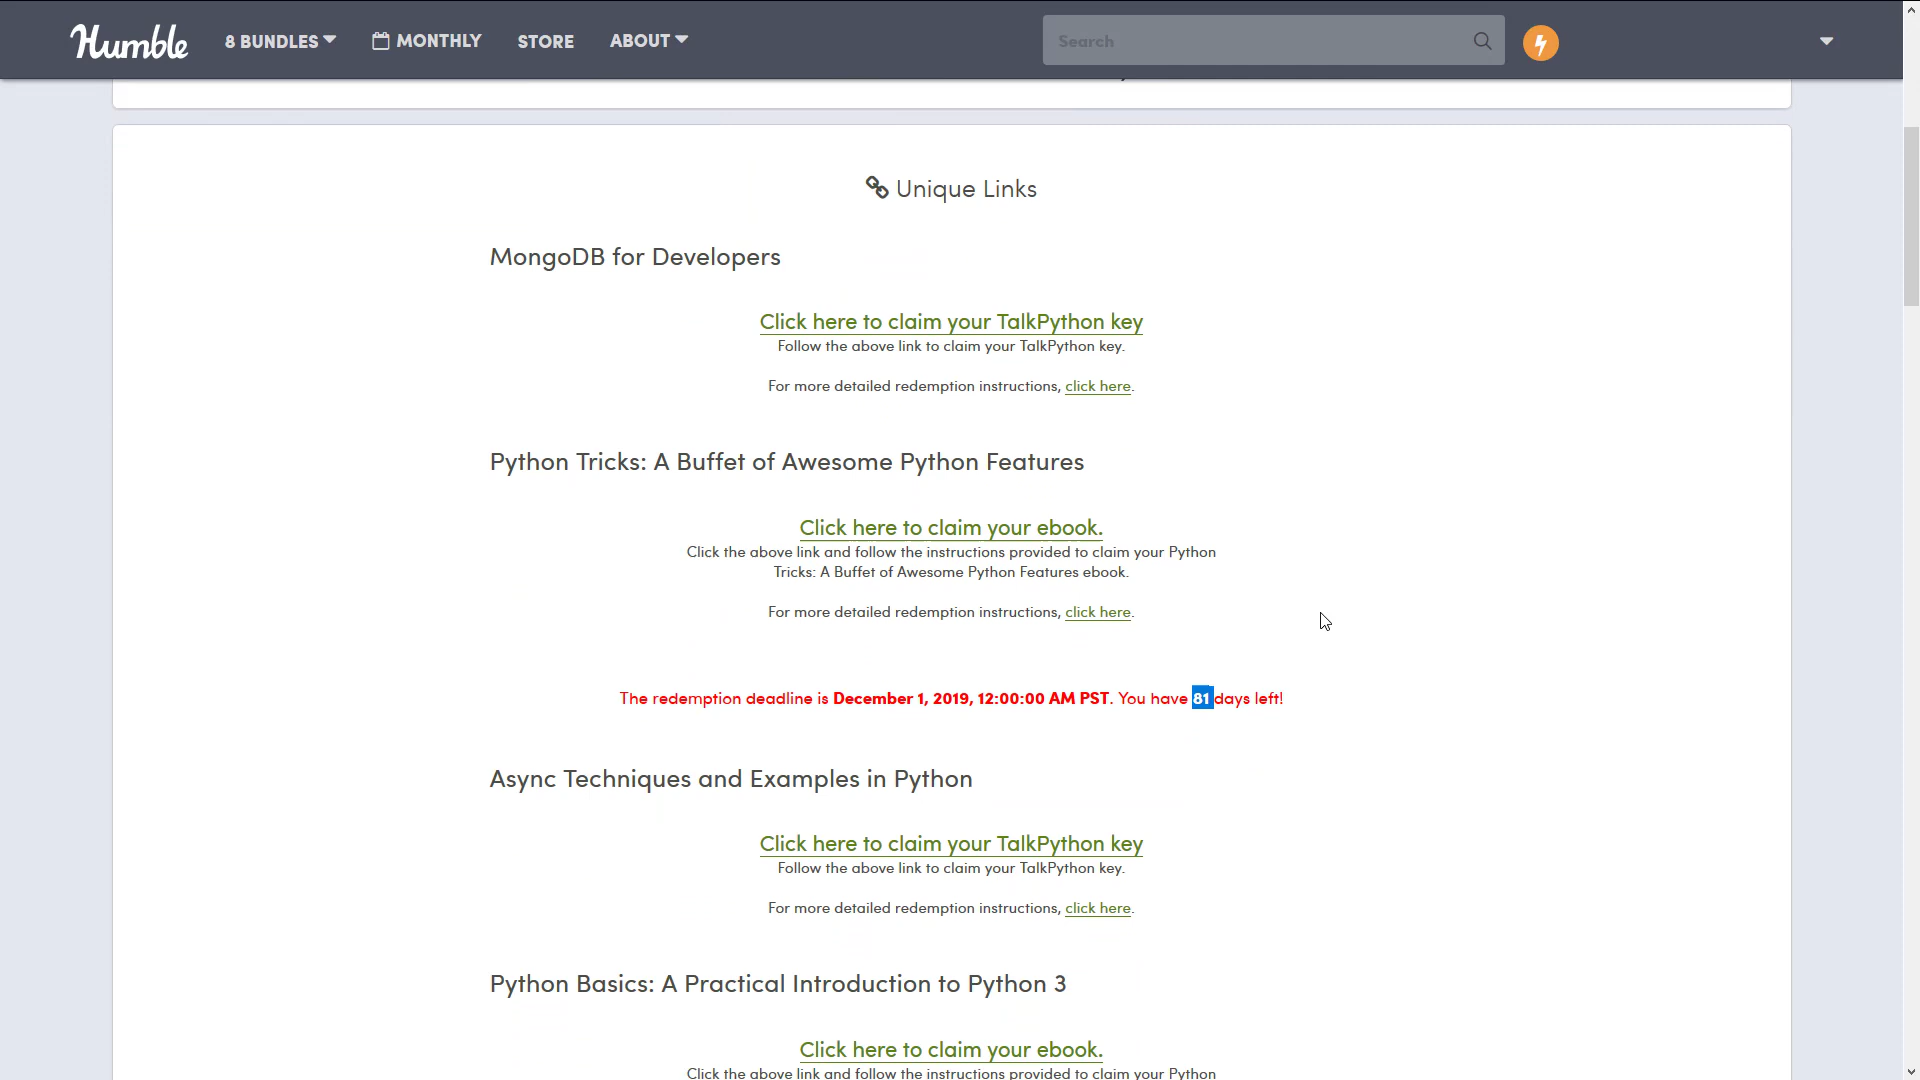 Humble
8 BUNDLES
MONTHLY
STORE
ABOUT
Search
Unique Links
MongoDB for Developers
Click here to claim your TalkPython key
Follow the above link to claim your TalkPython key.
For more detailed redemption instructions, click here.
Python Tricks: A Buffet of Awesome Python Features
Click here to claim your ebook.
Click the above link and follow the instructions provided to claim your Python
Tricks: A Buffet of Awesome Python Features ebook.
For more detailed redemption instructions, click here.
The redemption deadline is December 1, 2019, 12:00:00 AM PST. You have 81 days left!
Async Techniques and Examples in Python
Click here to claim your TalkPython key
Follow the above link to claim your TalkPython key.
For more detailed redemption instructions, click here.
Python Basics: A Practical Introduction to Python 3
Click here to claim your ebook.
Click the above link and follow the instructions provided to claim your Python